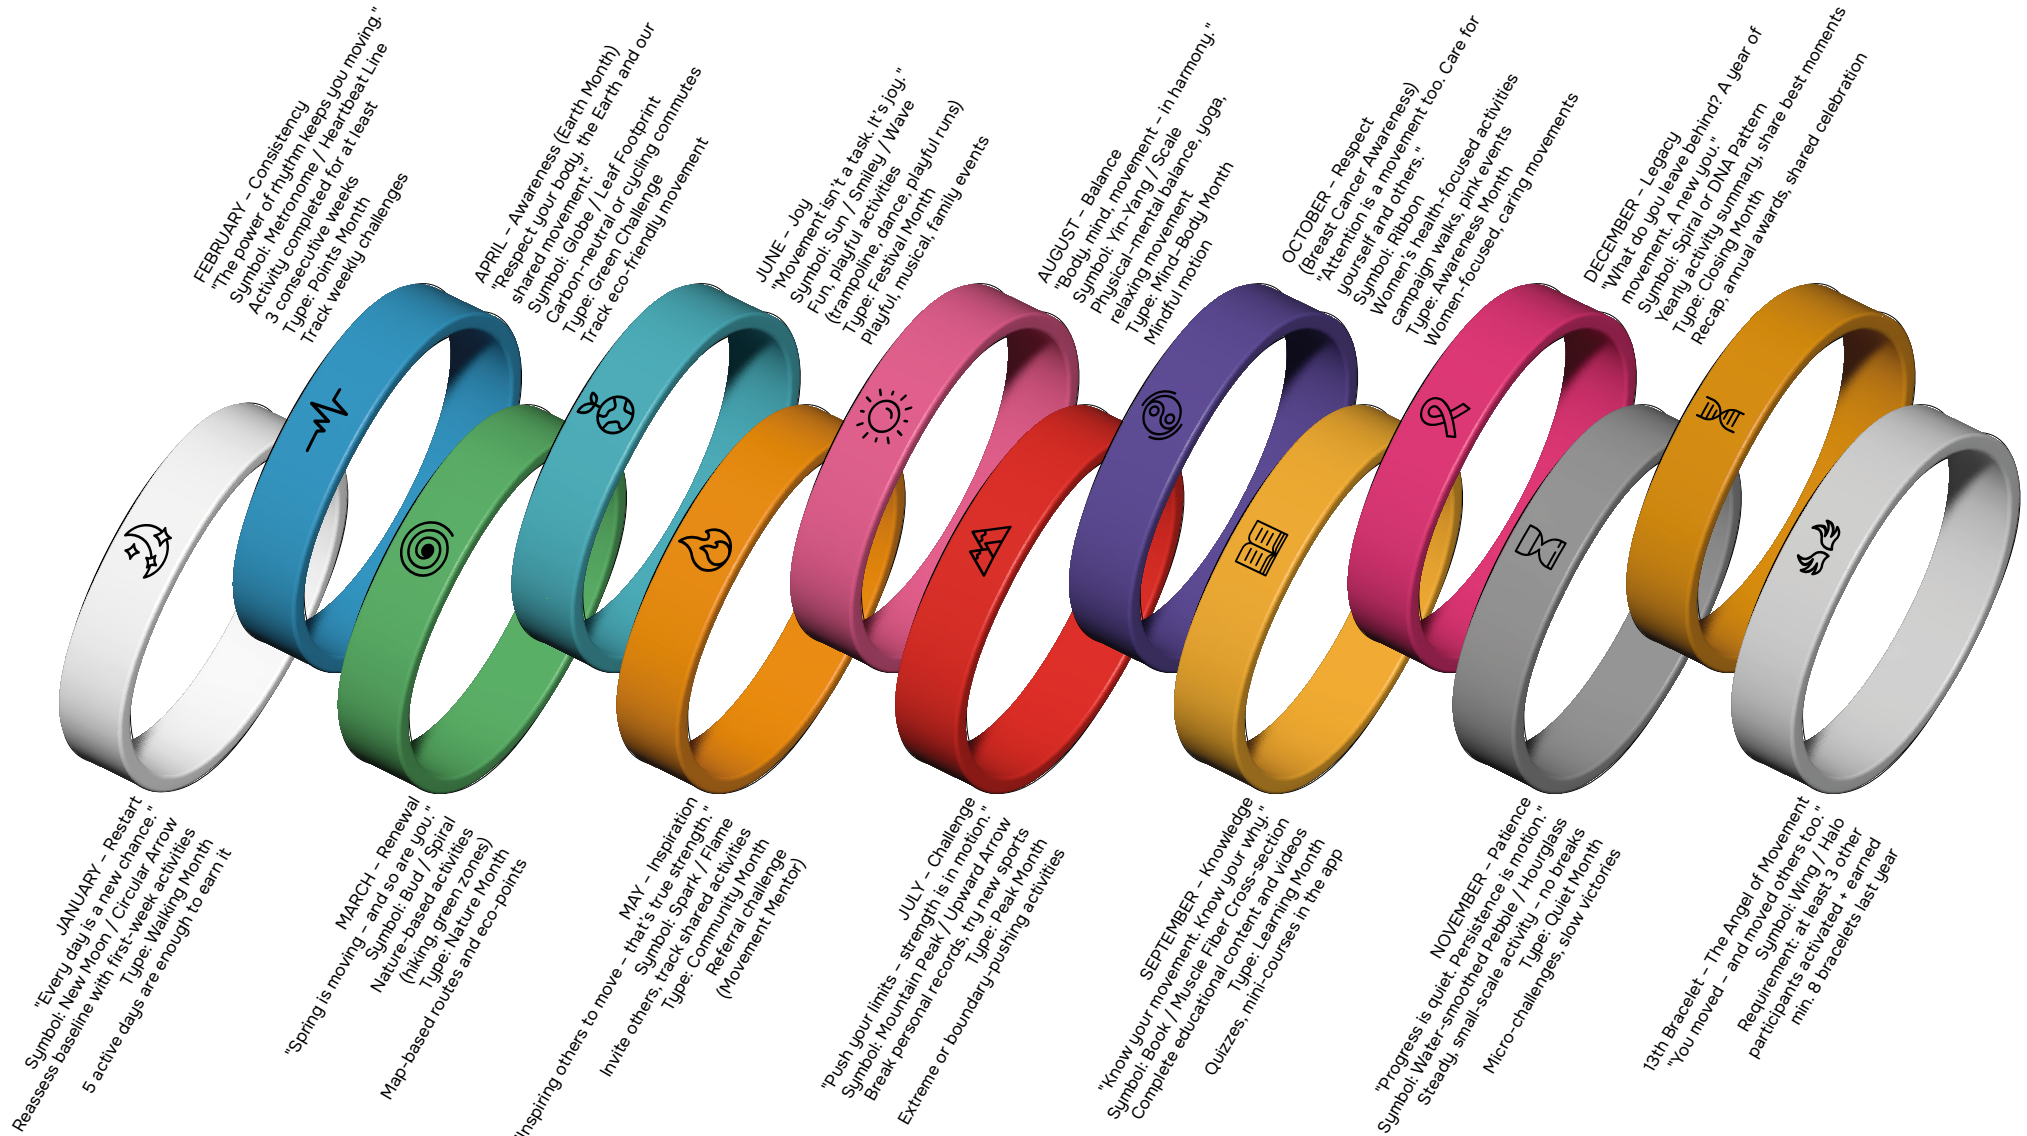 JANUARY – Restart
"Every day is a new chance."
Symbol: New Moon / Circular Arrow
Reassess baseline with first-week activities
Type: Walking Month
5 active days are enough to earn it
FEBRUARY – Consistency
"The power of rhythm keeps you moving."
Symbol: Metronome / Heartbeat Line
Activity completed for at least
3 consecutive weeks
Type: Points Month
Track weekly challenges
MARCH – Renewal
"Spring is moving – and so are you."
Symbol: Bud / Spiral
Nature-based activities
(hiking, green zones)
Type: Nature Month
Map-based routes and eco-points
APRIL – Awareness (Earth Month)
"Respect your body, the Earth and our
shared movement."
Symbol: Globe / Leaf Footprint
Carbon-neutral or cycling commutes
Type: Green Challenge
Track eco-friendly movement
MAY – Inspiration
"Inspiring others to move – that's true strength."
Symbol: Spark / Flame
Invite others, track shared activities
Type: Community Month
Referral challenge
(Movement Mentor)
JUNE – Joy
"Movement isn't a task. It's joy."
Symbol: Sun / Smiley / Wave
Fun, playful activities
(trampoline, dance, playful runs)
Type: Festival Month
Playful, musical, family events
JULY – Challenge
"Push your limits – strength is in motion."
Symbol: Mountain Peak / Upward Arrow
Break personal records, try new sports
Type: Peak Month
Extreme or boundary-pushing activities
AUGUST – Balance
"Body, mind, movement – in harmony."
Symbol: Yin-Yang / Scale
Physical-mental balance, yoga,
relaxing movement
Type: Mind-Body Month
Mindful motion
SEPTEMBER – Knowledge
"Know your movement. Know your why."
Symbol: Book / Muscle Fiber Cross-section
Complete educational content and videos
Type: Learning Month
Quizzes, mini-courses in the app
OCTOBER – Respect
(Breast Cancer Awareness)
"Attention is a movement too. Care for
yourself and others."
Symbol: Ribbon
Women's health-focused activities
campaign walks, pink events
Type: Awareness Month
Women-focused, caring movements
NOVEMBER – Patience
"Progress is quiet. Persistence is motion."
Symbol: Water-smoothed Pebble / Hourglass
Steady, small-scale activity – no breaks
Type: Quiet Month
Micro-challenges, slow victories
DECEMBER – Legacy
"What do you leave behind? A year of
movement. A new you."
Symbol: Spiral or DNA Pattern
Yearly activity summary, share best moments
Type: Closing Month
Recap, annual awards, shared celebration
13th Bracelet – The Angel of Movement
"You moved – and moved others too."
Symbol: Wing / Halo
Requirement: at least 3 other
participants activated + earned
min. 8 bracelets last year